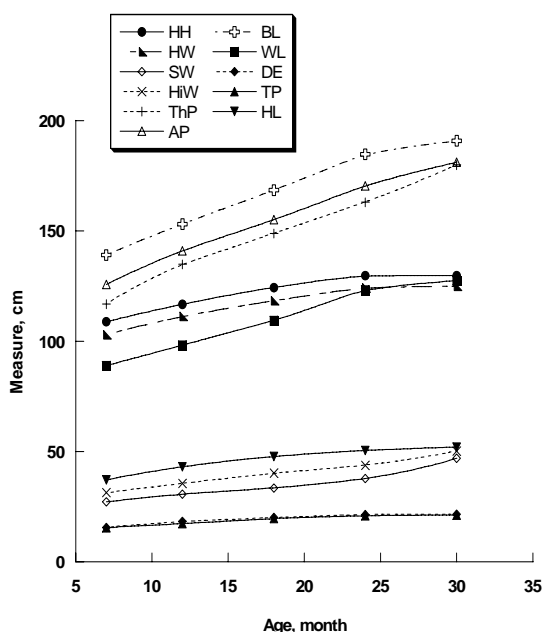 HH BL
HW WL
SW DE
HiW TP
ThP HL
AP
200
150
100
50
0
5 10 15 20 25 30 35
Measure, cm
Age, month